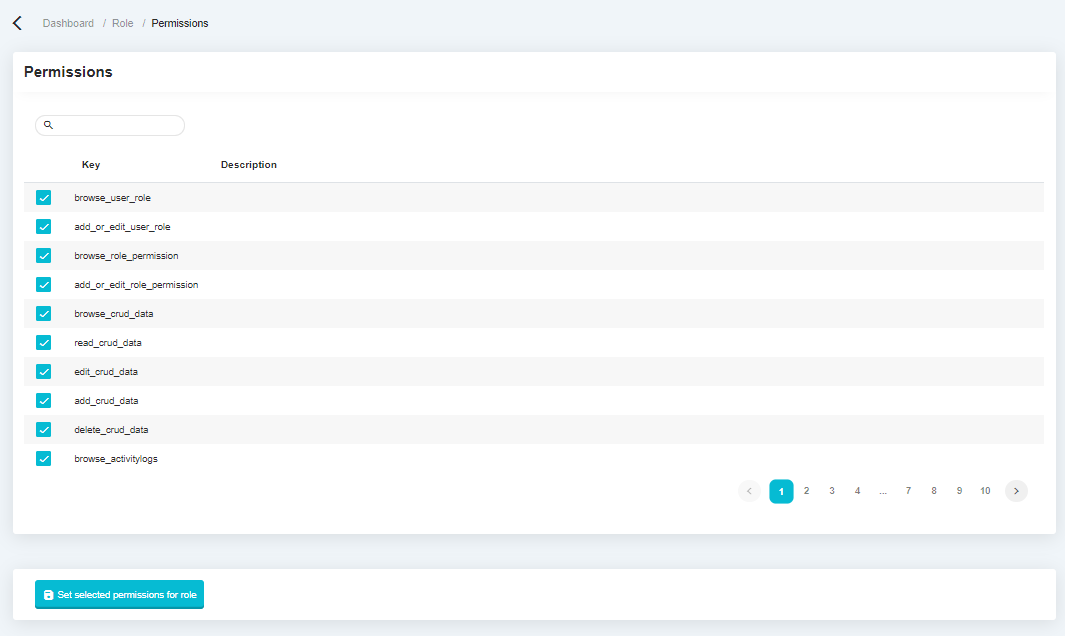 Dashboard / Role / Permissions
Permissions
Key Description
browse_user_role
add_or_edit_user_role
browse_role_permission
add_or_edit_role_permission
browse_crud_data
read_crud_data
edit_crud_data
add_crud_data
delete_crud_data
browse_activitylogs
1 2 3 4 ... 7 8 9 10
Set selected permissions for role